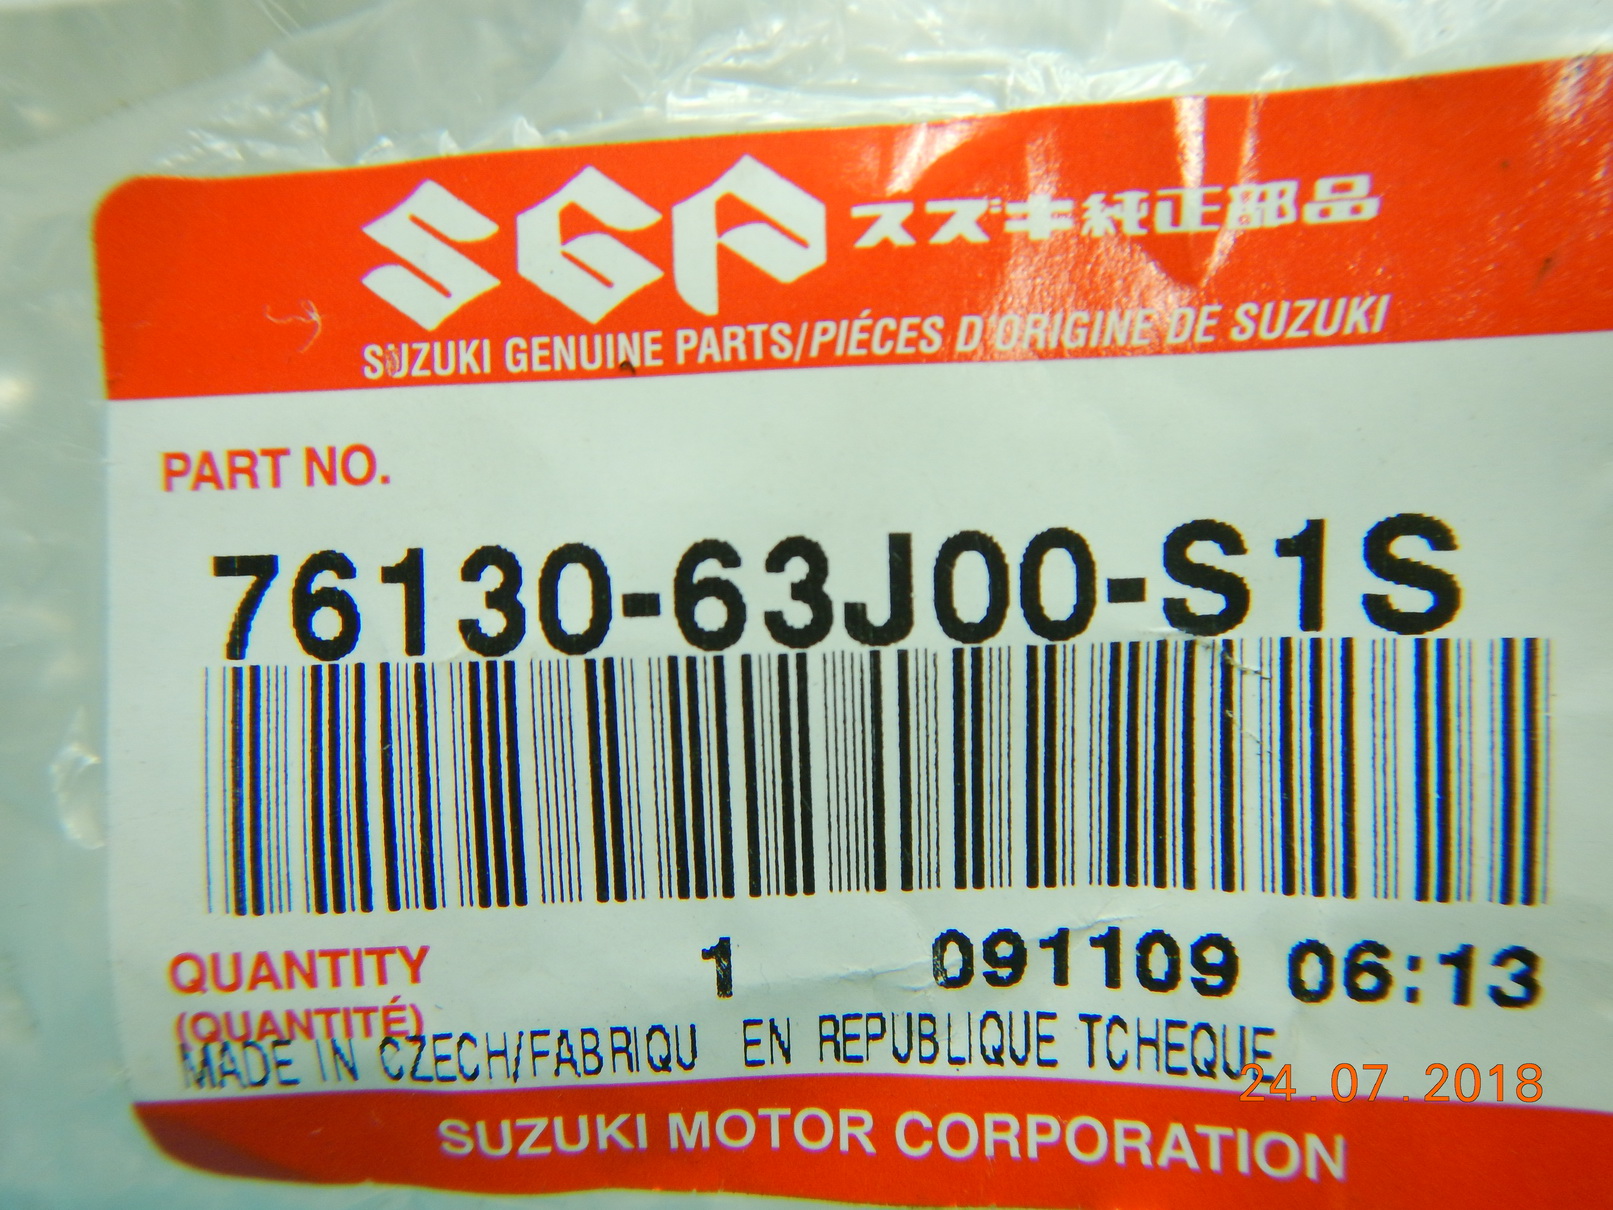 SGP スズキ純正部品
SUZUKI GENUINE PARTS/PIÉCES D'ORIGINE DE SUZUKI
PART NO.
76130-63J00-S1S
QUANTITY 1 091109 06:13
(QUANTITÉ)
MADE IN CZECH/FABRIQU EN REPUBLIQUE TCHEQUE
24.07.2018
SUZUKI MOTOR CORPORATION